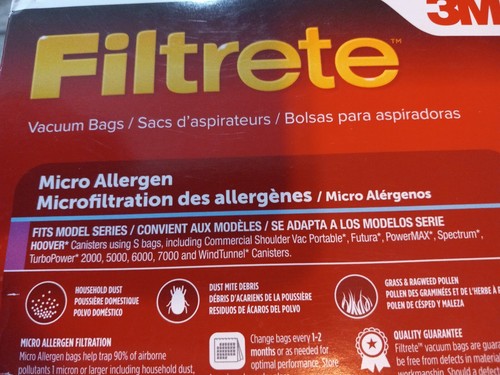 3M
Filtrete™
Vacuum Bags / Sacs d'aspirateurs / Bolsas para aspiradoras
Micro Allergen
Microfiltration des allergènes / Micro Alérgenos
FITS MODEL SERIES / CONVIENT AUX MODÈLES / SE ADAPTA A LOS MODELOS SERIE
HOOVER* Canisters using S bags, including Commercial Shoulder Vac Portable*, Futura*, PowerMAX*, Spectrum*,
TurboPower* 2000, 5000, 6000, 7000 and WindTunnel* Canisters.
HOUSEHOLD DUST
POUSSIÈRE DOMESTIQUE
POLVO DOMÉSTICO
DUST MITE DEBRIS
DÉBRIS D'ACARIENS DE LA POUSSIÈRE
RESIDUOS DE ÁCAROS DEL POLVO
GRASS & RAGWEED POLLEN
POLLEN DES GRAMINÉES ET DE L'HERBE À
POLEN DE CÉSPED Y MALEZA
MICRO ALLERGEN FILTRATION
Micro Allergen bags help trap 90% of airborne
pollutants 1 micron or larger including household dust,
Change bags every 1-2
months or as needed for
optimal performance. Store
QUALITY GUARANTEE
Filtrete™ vacuum bags are guara
be free from defects in material
workmanship. Should a defect